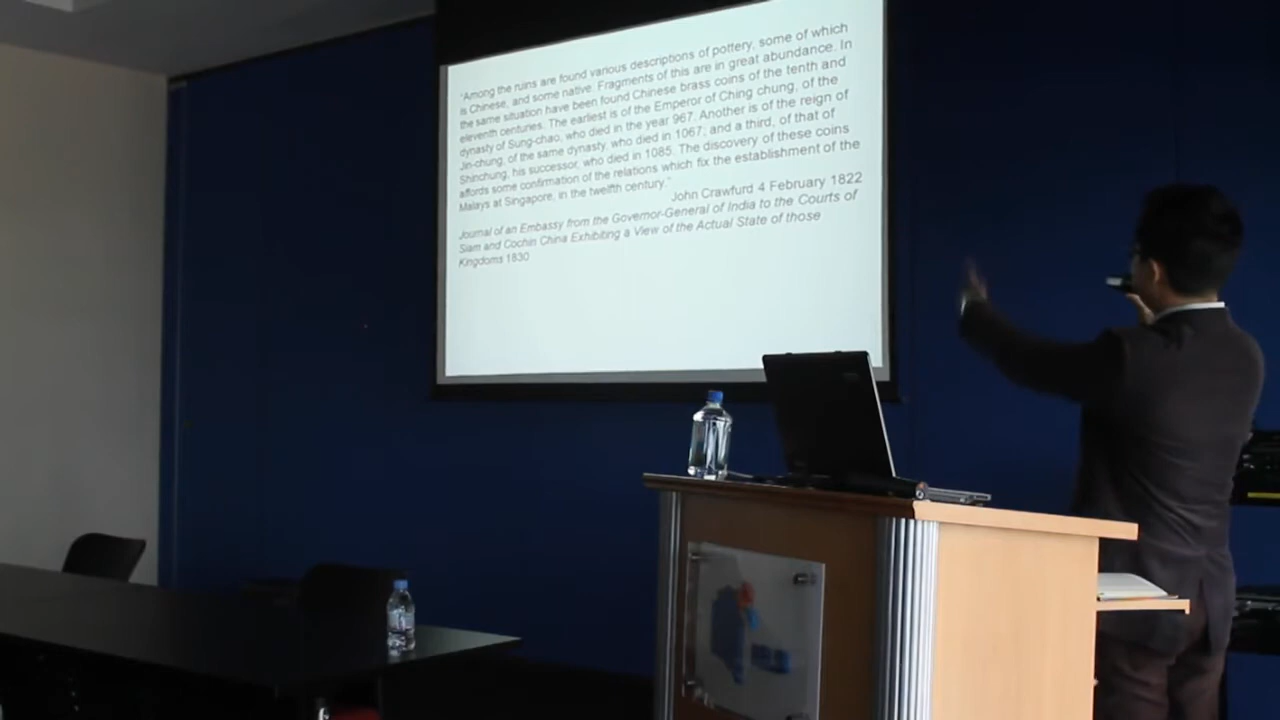 "Among the ruins are found various descriptions of pottery, some of which
is Chinese, and some native. Fragments of this are in great abundance. In
the same situation have been found Chinese brass coins of the tenth and
eleventh centuries. The earliest is of the Emperor of Ching chung, of the
dynasty of Sung-chao, who died in the year 967. Another is of the reign of
Jin-chung, of the same dynasty, who died in 1067; and a third, of that of
Shinchung, his successor, who died in 1085. The discovery of these coins
affords some confirmation of the relations which fix the establishment of the
Malays at Singapore, in the twelfth century."
John Crawfurd 4 February 1822
Journal of an Embassy from the Governor-General of India to the Courts of
Siam and Cochin China Exhibiting a View of the Actual State of those
Kingdoms 1830